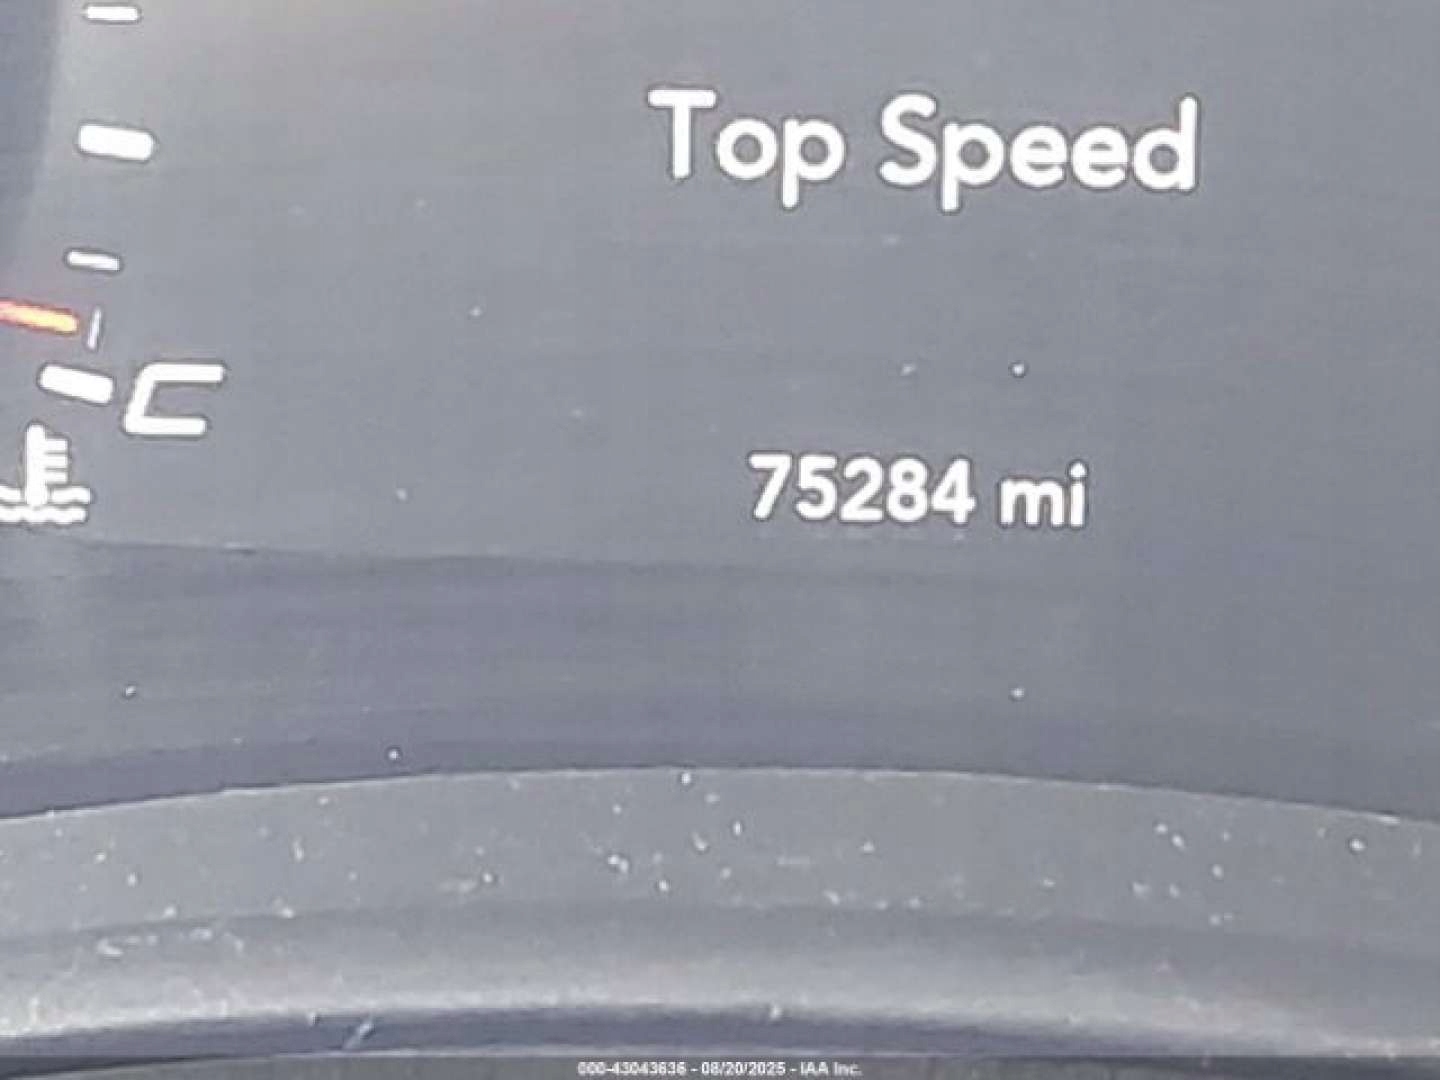 Top Speed
C
75284 mi
000-43043636 - 08/20/2025 - IAA Inc.